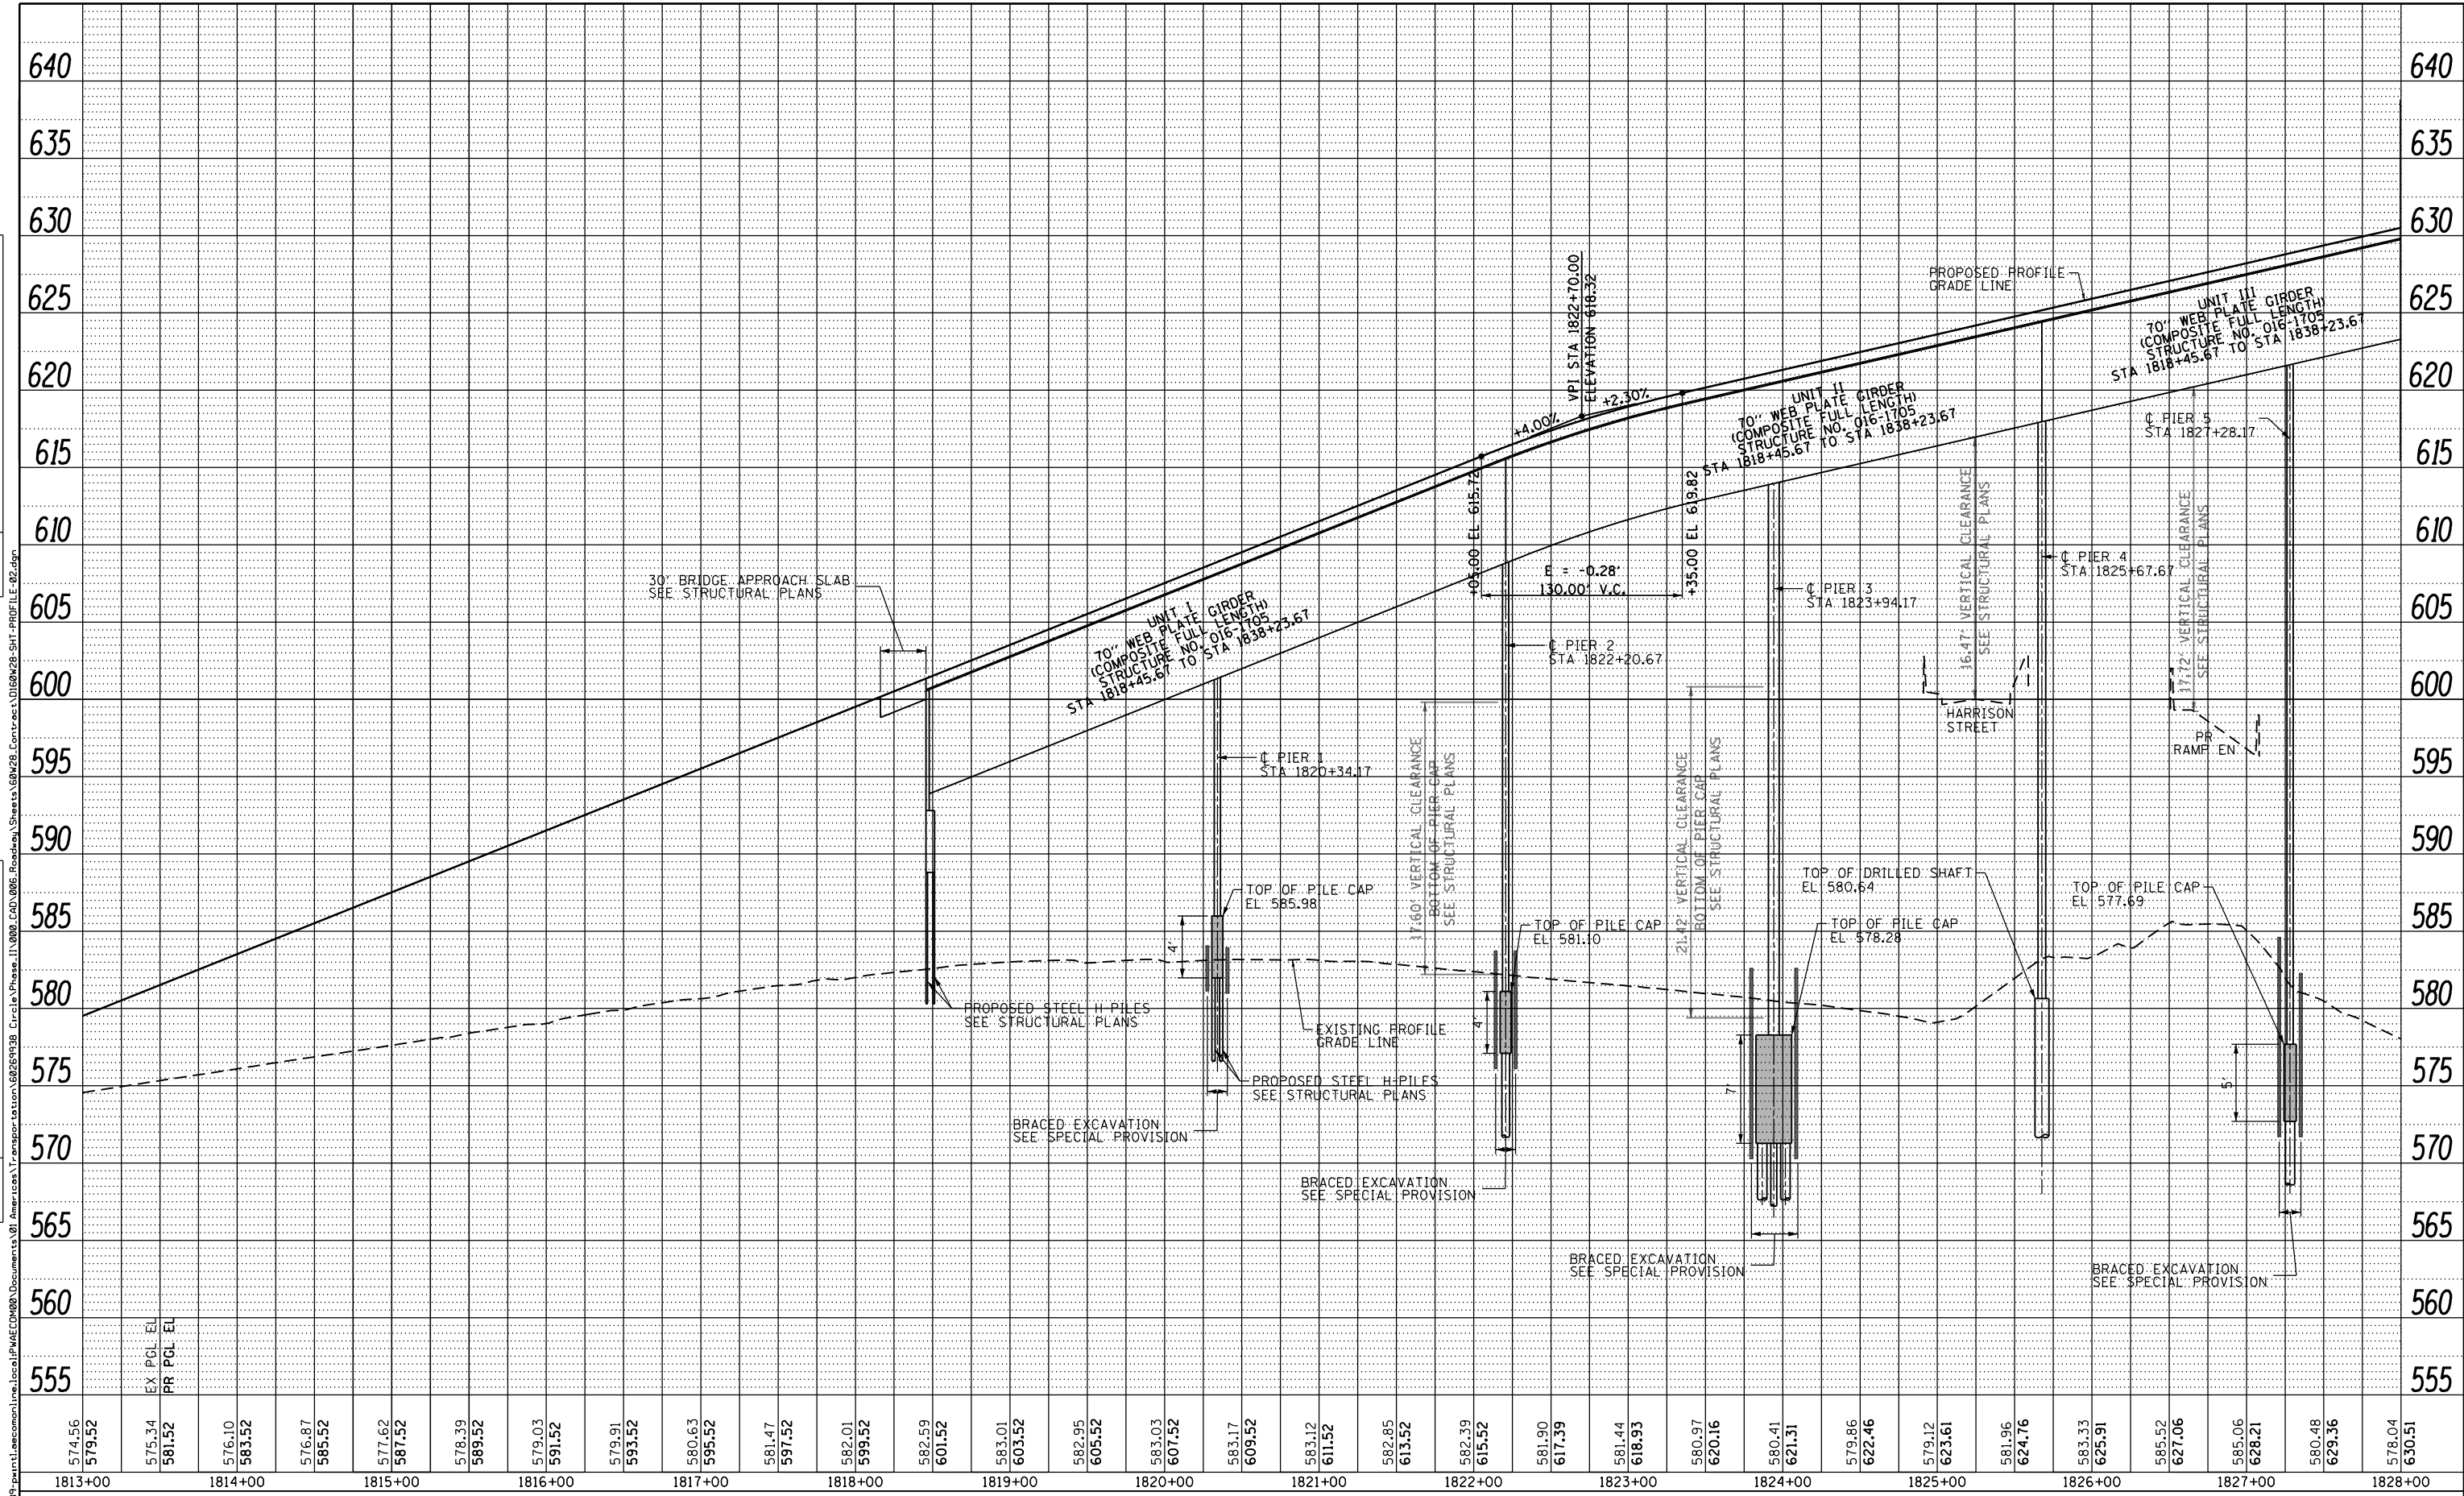 640
635
630
625
620
615
610
605
600
595
590
585
580
575
570
565
560
555
640
635
630
625
620
615
610
605
600
595
590
585
580
575
570
565
560
555
VPI STA 1822+70.00
ELEVATION 618.32
+4.00%
+2.30%
+05.00 EL 615.72
+35.00 EL 619.82
E = -0.28'
130.00' V.C.
PROPOSED PROFILE
GRADE LINE
UNIT I
70" WEB PLATE GIRDER
(COMPOSITE FULL LENGTH)
STRUCTURE NO. 016-1705
STA 1818+45.67 TO STA 1838+23.67
UNIT II
70" WEB PLATE GIRDER
(COMPOSITE FULL LENGTH)
STRUCTURE NO. 016-1705
STA 1818+45.67 TO STA 1838+23.67
UNIT III
70" WEB PLATE GIRDER
(COMPOSITE FULL LENGTH)
STRUCTURE NO. 016-1705
STA 1818+45.67 TO STA 1838+23.67
30' BRIDGE APPROACH SLAB
SEE STRUCTURAL PLANS
℄ PIER 1
STA 1820+34.17
℄ PIER 2
STA 1822+20.67
℄ PIER 3
STA 1823+94.17
℄ PIER 4
STA 1825+67.67
℄ PIER 5
STA 1827+28.17
17.60' VERTICAL CLEARANCE
BOTTOM OF PIER CAP
SEE STRUCTURAL PLANS
21.42' VERTICAL CLEARANCE
BOTTOM OF PIER CAP
SEE STRUCTURAL PLANS
16.47' VERTICAL CLEARANCE
SEE STRUCTURAL PLANS
17.72' VERTICAL CLEARANCE
SEE STRUCTURAL PLANS
HARRISON
STREET
PR
RAMP EN
TOP OF PILE CAP
EL 585.98
TOP OF PILE CAP
EL 581.10
TOP OF PILE CAP
EL 578.28
TOP OF DRILLED SHAFT
EL 580.64
TOP OF PILE CAP
EL 577.69
4'
4'
7'
5'
PROPOSED STEEL H-PILES
SEE STRUCTURAL PLANS
PROPOSED STEEL H-PILES
SEE STRUCTURAL PLANS
EXISTING PROFILE
GRADE LINE
BRACED EXCAVATION
SEE SPECIAL PROVISION
BRACED EXCAVATION
SEE SPECIAL PROVISION
BRACED EXCAVATION
SEE SPECIAL PROVISION
BRACED EXCAVATION
SEE SPECIAL PROVISION
EX PGL EL
PR PGL EL
574.56
579.52
575.34
581.52
576.10
583.52
576.87
585.52
577.62
587.52
578.39
589.52
579.03
591.52
579.91
593.52
580.63
595.52
581.47
597.52
582.01
599.52
582.59
601.52
583.01
603.52
582.95
605.52
583.03
607.52
583.17
609.52
583.12
611.52
582.85
613.52
582.39
615.52
581.90
617.39
581.44
618.93
580.97
620.16
580.41
621.31
579.86
622.46
579.12
623.61
581.96
624.76
583.33
625.91
585.52
627.06
585.06
628.21
580.48
629.36
578.04
630.51
1813+00
1814+00
1815+00
1816+00
1817+00
1818+00
1819+00
1820+00
1821+00
1822+00
1823+00
1824+00
1825+00
1826+00
1827+00
1828+00